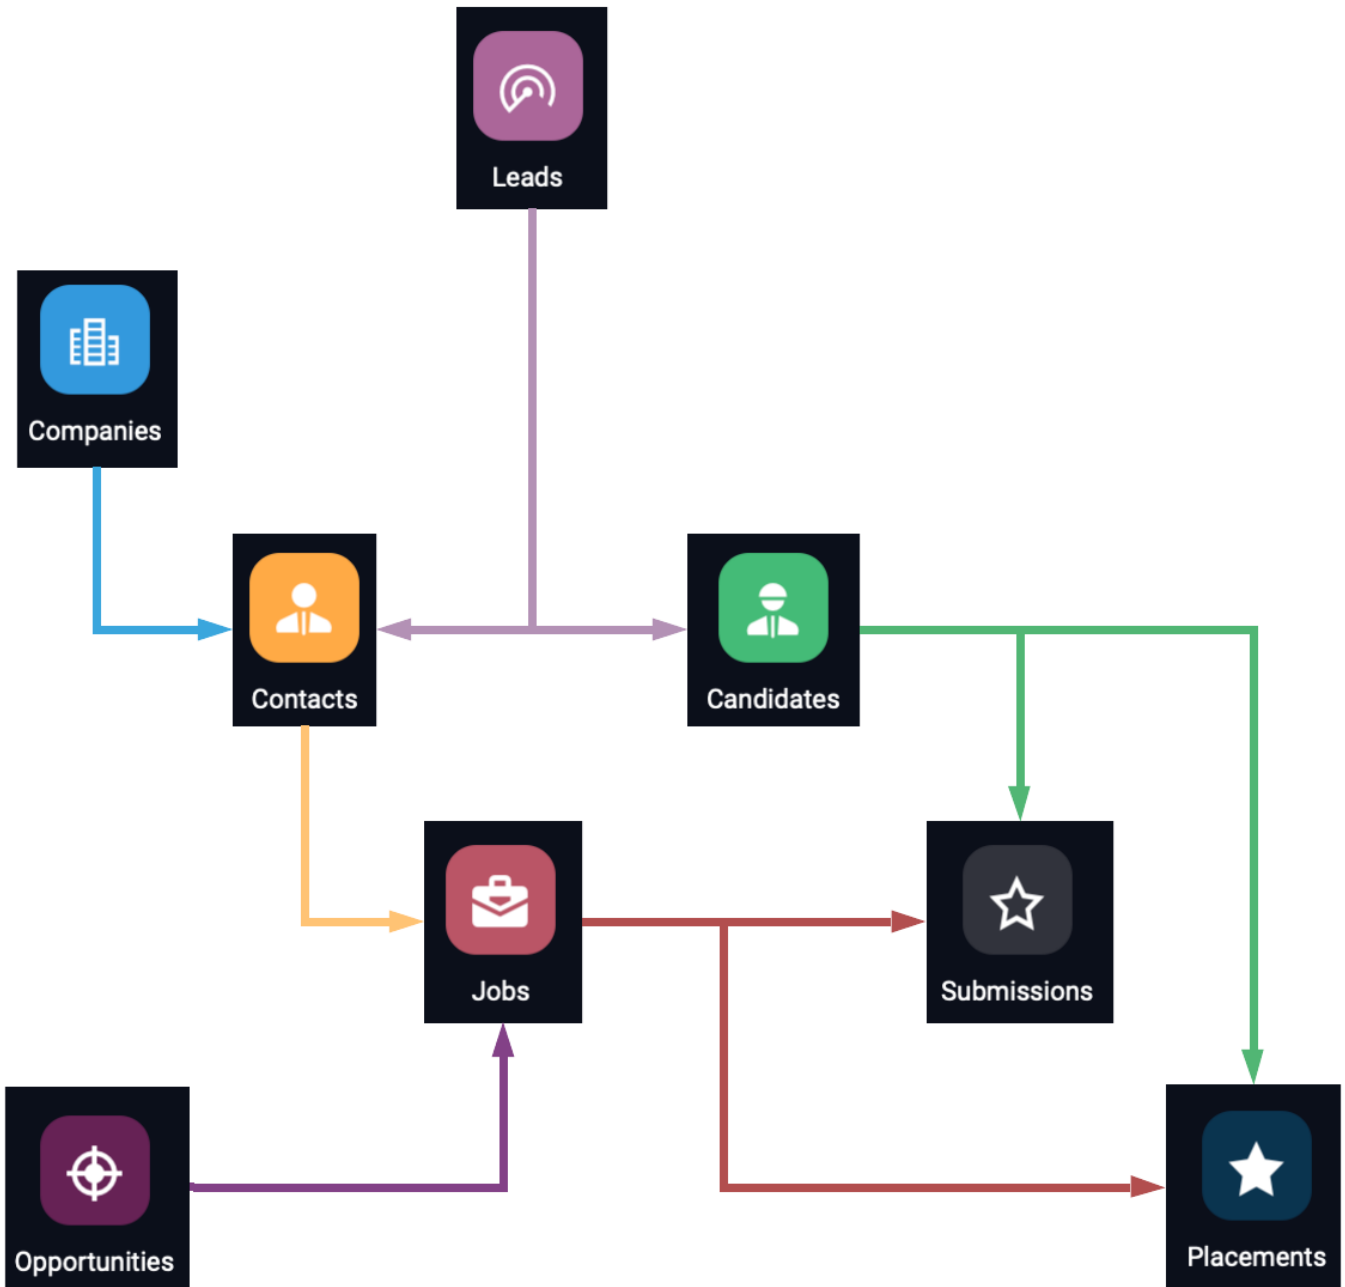 Leads
Companies
Contacts
Candidates
Jobs
Submissions
Opportunities
Placements